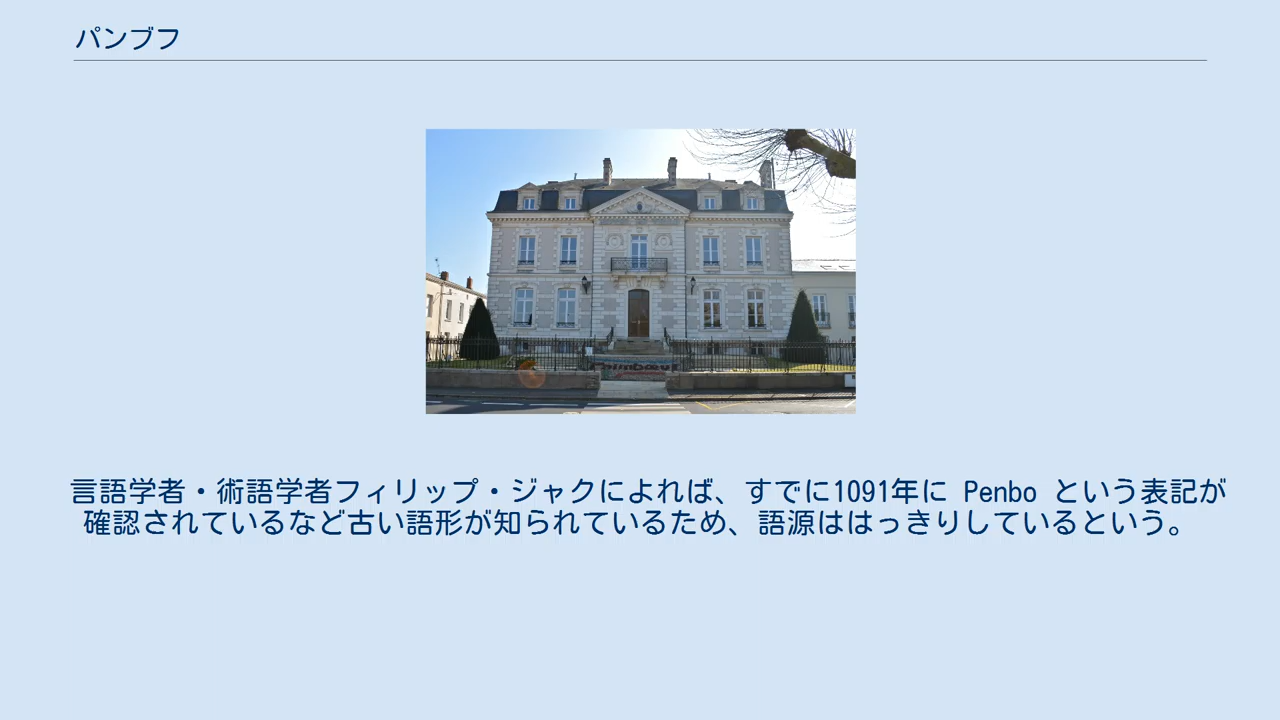 パンブフ
言語学者・術語学者フィリップ・ジャクによれば、すでに1091年に Penbo という表記が
確認されているなど古い語形が知られているため、語源ははっきりしているという。